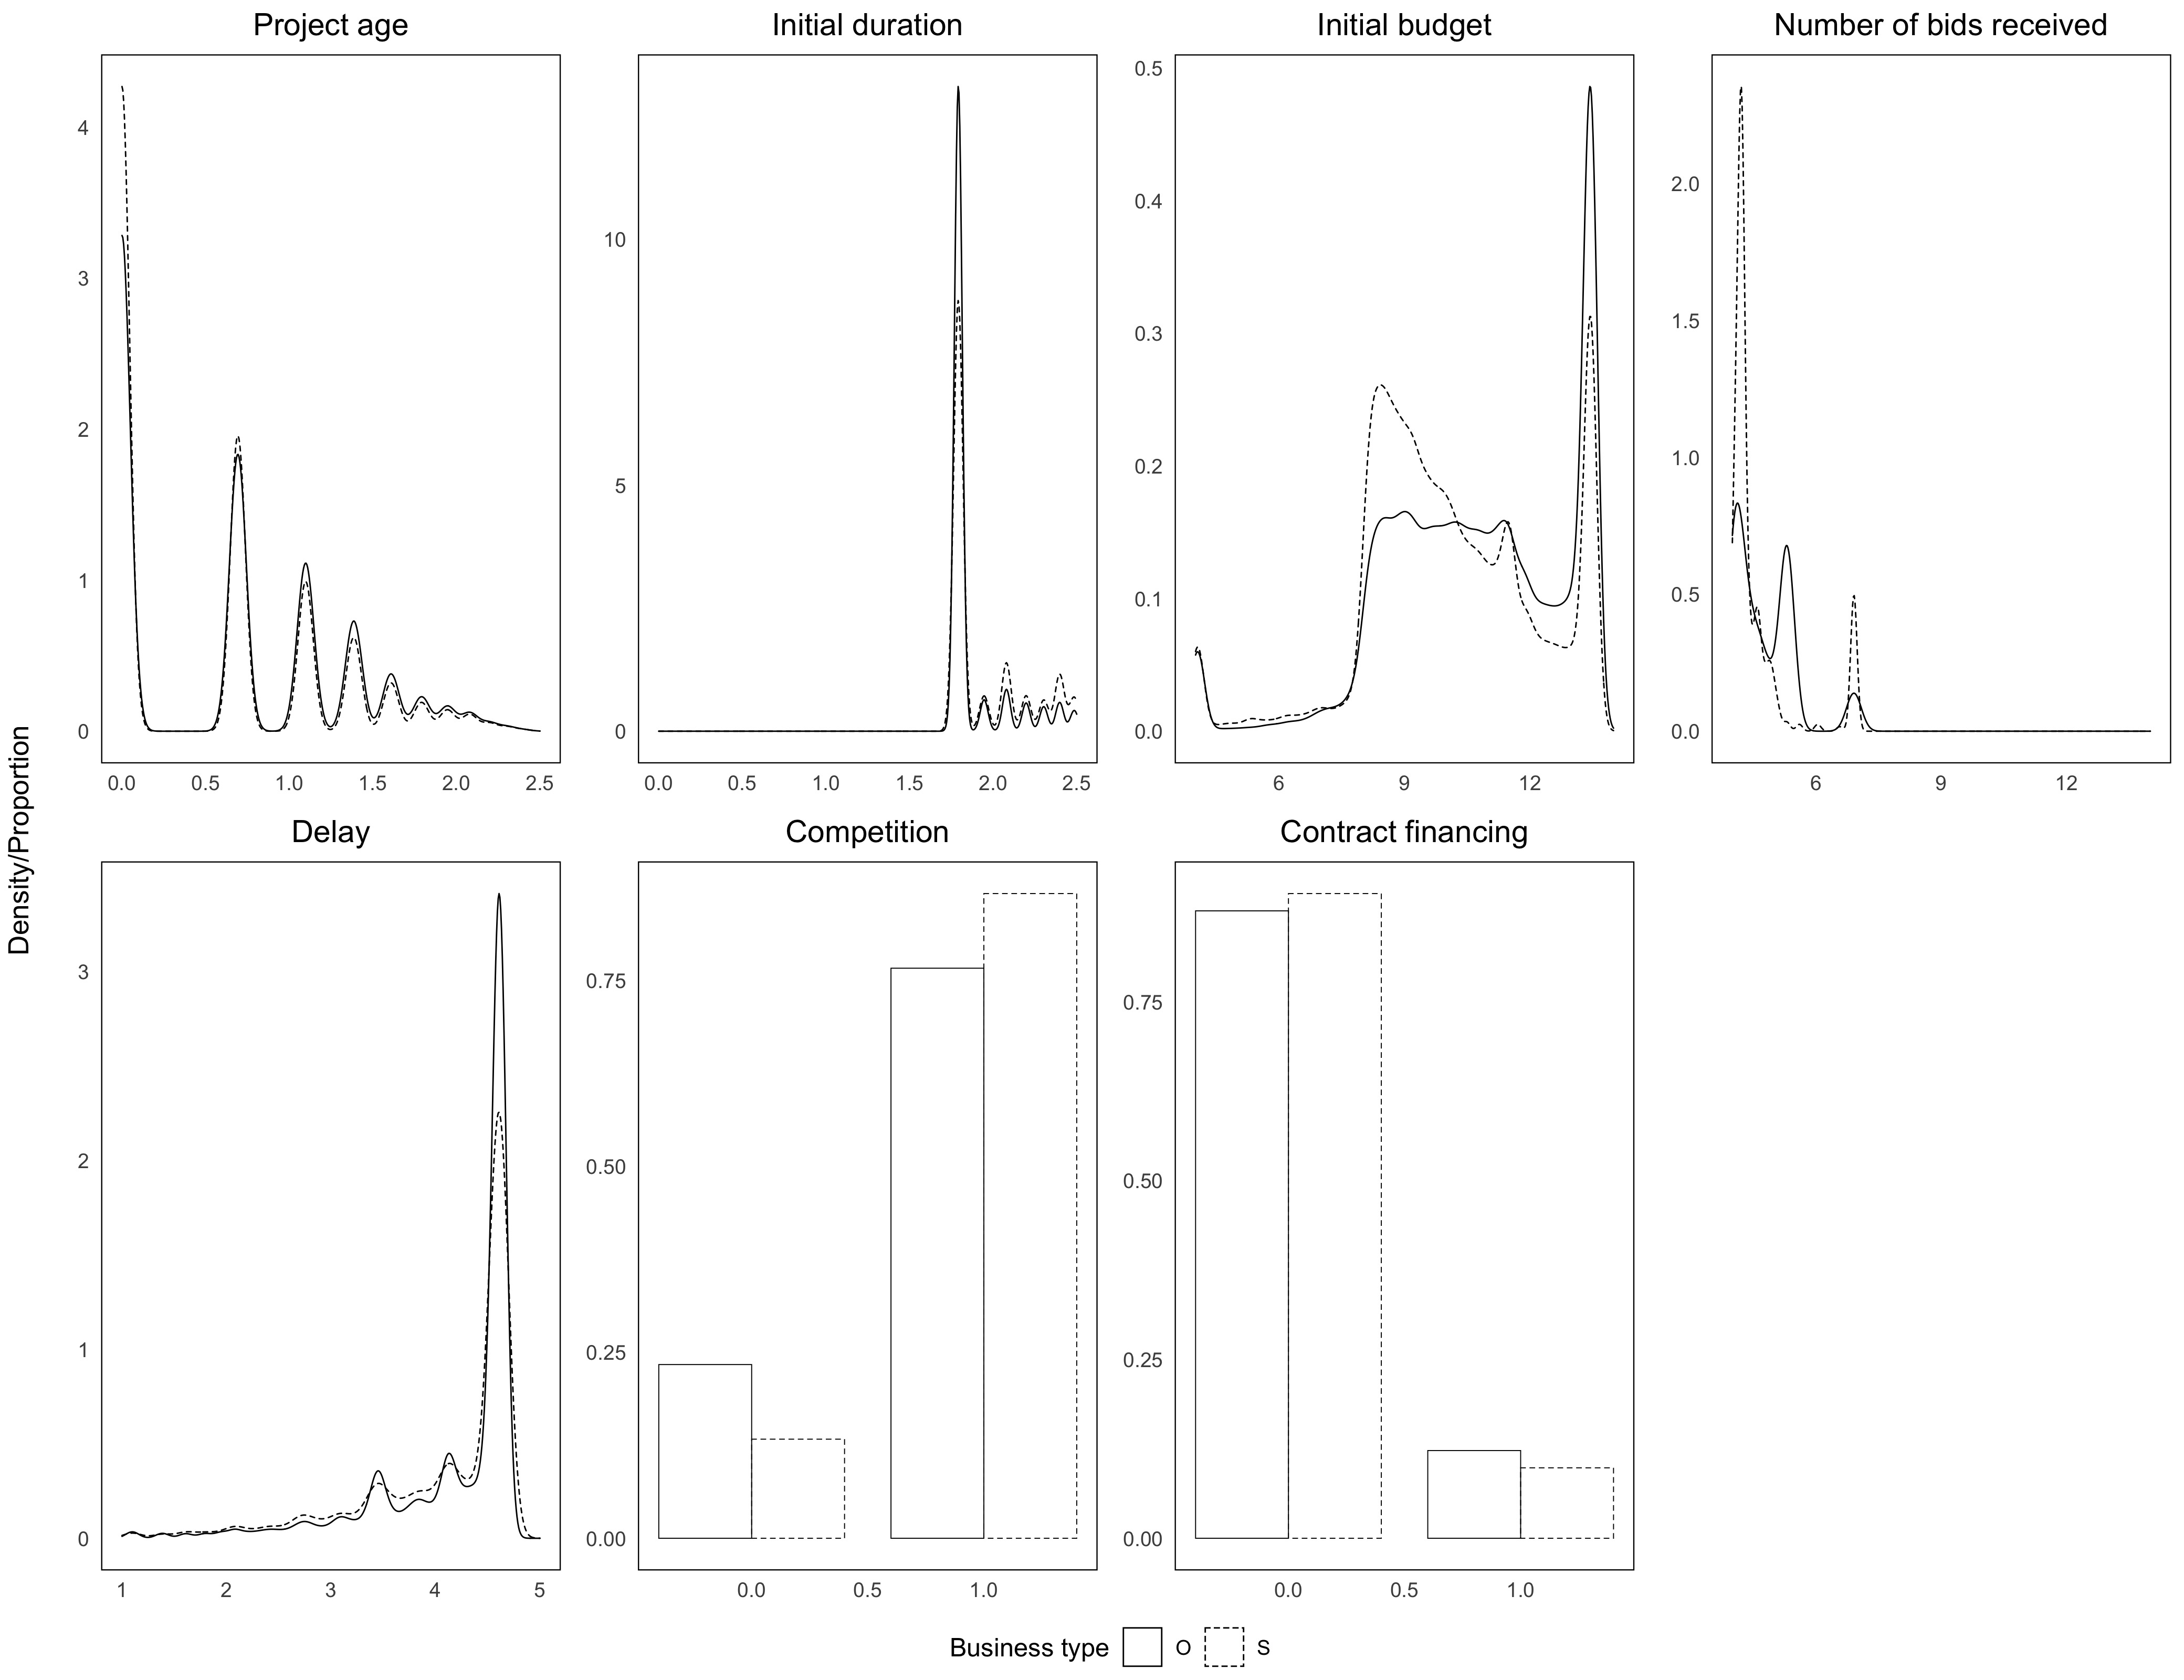 Project age
Initial duration
Initial budget
Number of bids received
4
3
2
1
0
0.0 0.5 1.0 1.5 2.0 2.5
10
5
0
0.0 0.5 1.0 1.5 2.0 2.5
0.5
0.4
0.3
0.2
0.1
0.0
6 9 12
2.0
1.5
1.0
0.5
0.0
6 9 12
Density/Proportion
Delay
Competition
Contract financing
3
2
1
0
1 2 3 4 5
0.75
0.50
0.25
0.00
0.0 0.5 1.0
0.75
0.50
0.25
0.00
0.0 0.5 1.0
Business type O S